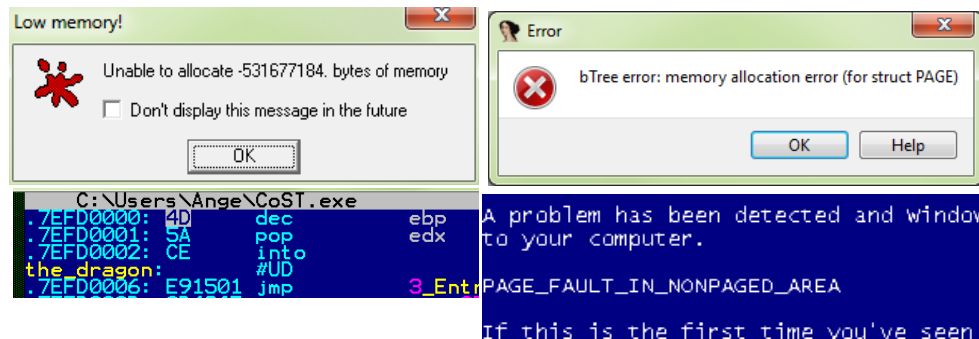 Low memory!
Unable to allocate -531677184. bytes of memory
Don't display this message in the future
OK
Error
bTree error: memory allocation error (for struct PAGE)
OK Help
C:\Users\Ange\CoST.exe
.7EFD0000: 4D dec ebp
.7EFD0001: 5A pop edx
.7EFD0002: CE into
the_dragon: #UD
.7EFD0006: E91501 jmp 3_Entr
A problem has been detected and Window
to your computer.
PAGE_FAULT_IN_NONPAGED_AREA
If this is the first time you've seen